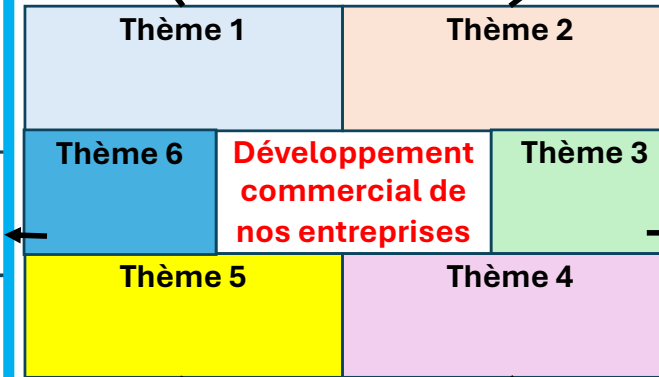 Thème 1
Thème 2
Thème 6
Développement
commercial de
nos entreprises
Thème 3
Thème 5
Thème 4